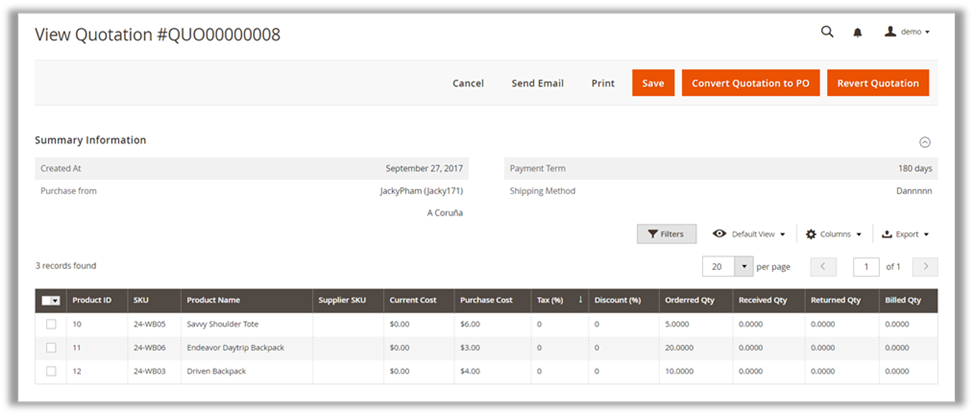 View Quotation #QUO00000008
demo
Cancel Send Email Print Save Convert Quotation to PO Revert Quotation
Summary Information
Created At September 27, 2017 Payment Term 180 days
Purchase from JackyPham (Jacky171) Shipping Method Dannnnn
A Coruña
Filters Default View Columns Export
3 records found 20 per page 1 of 1
Product ID SKU Product Name Supplier SKU Current Cost Purchase Cost Tax (%) ↓ Discount (%) Orderred Qty Received Qty Returned Qty Billed Qty
10 24-WB05 Savvy Shoulder Tote $0.00 $6.00 0 0 5.0000 0.0000 0.0000 0.0000
11 24-WB06 Endeavor Daytrip Backpack $0.00 $3.00 0 0 20.0000 0.0000 0.0000 0.0000
12 24-WB03 Driven Backpack $0.00 $4.00 0 0 10.0000 0.0000 0.0000 0.0000